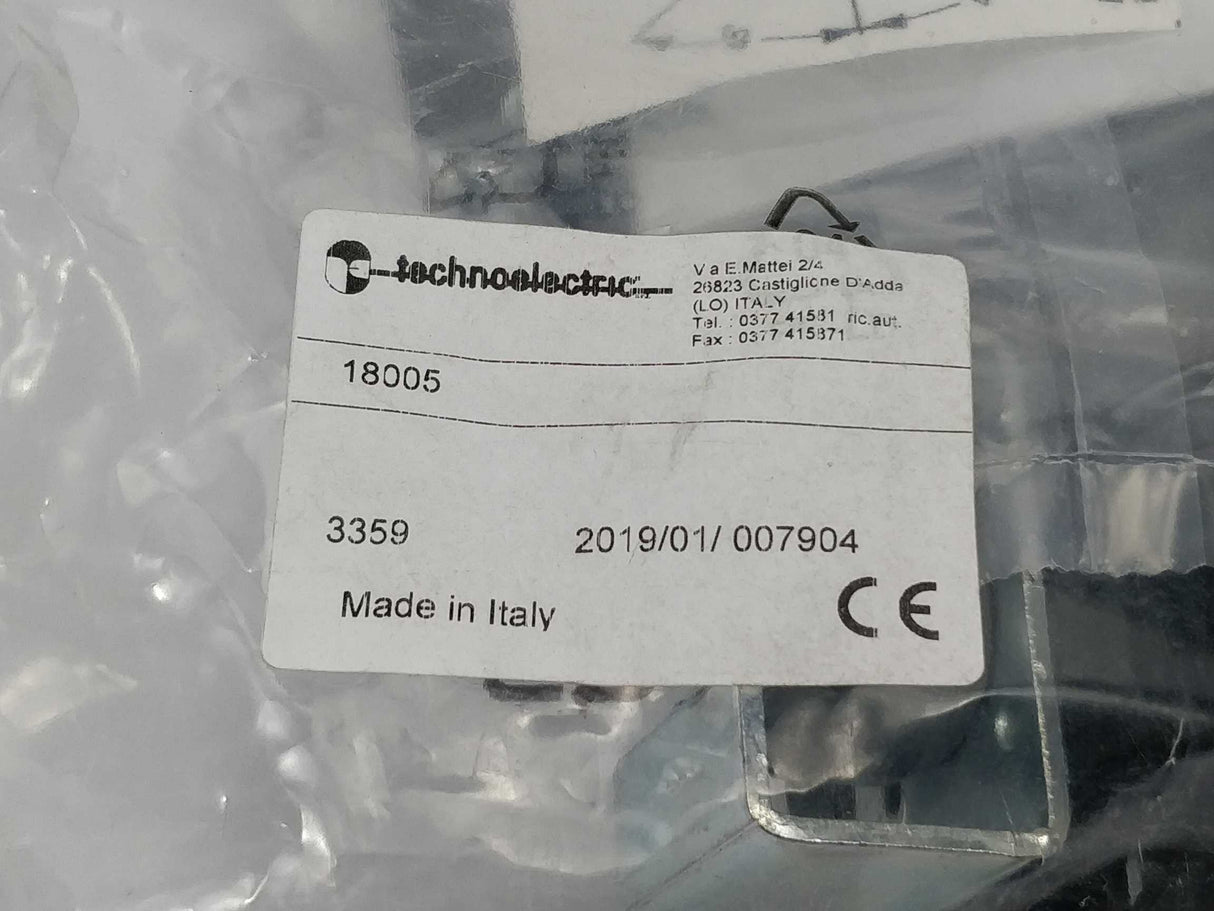 technoelectric
Via E.Mattei 2/4
26823 Castiglione D'Adda
(LO) ITALY
Tel. : 0377 41581 ric.aut.
Fax : 0377 415871
18005
3359 2019/01/ 007904
Made in Italy
CE